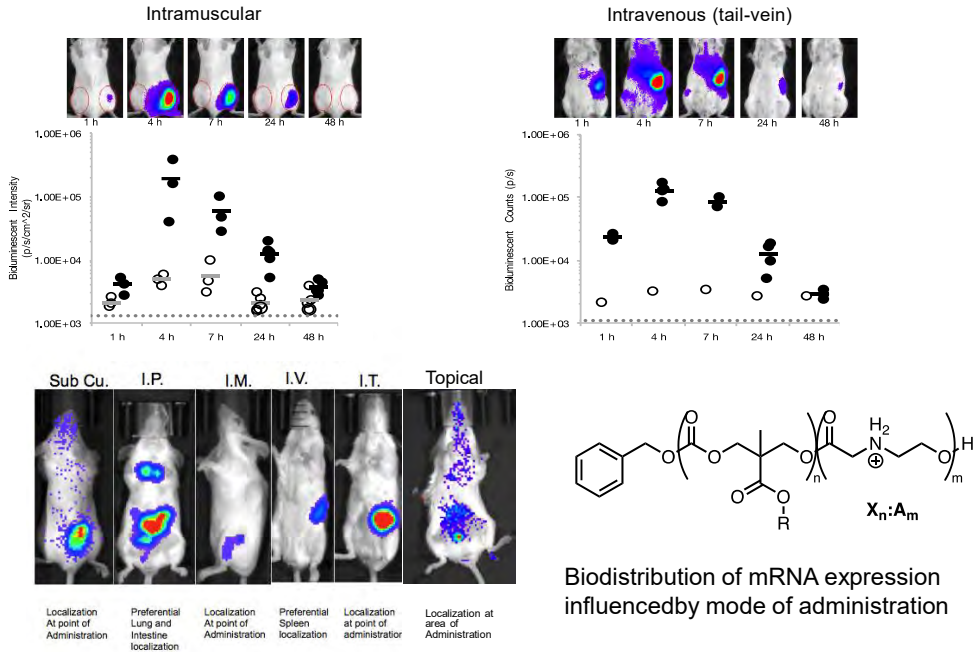 Intramuscular
1 h 4 h 7 h 24 h 48 h
1.00E+06
1.00E+05
1.00E+04
1.00E+03
Bioluminescent Intensity
(p/s/cm^2/sr)
1 h 4 h 7 h 24 h 48 h
Intravenous (tail-vein)
1 h 4 h 7 h 24 h 48 h
1.00E+06
1.00E+05
1.00E+04
1.00E+03
Bioluminescent Counts (p/s)
1 h 4 h 7 h 24 h 48 h
Sub Cu. I.P. I.M. I.V. I.T. Topical
Localization
At point of
Administration
Preferential
Lung and
Intestine
localization
Localization
At point of
Administration
Preferential
Spleen
localization
Localization
at point of
administration
Localization at
area of
Administration
O O O O n O O R O H2 N O H m
Xn:Am
Biodistribution of mRNA expression
influencedby mode of administration